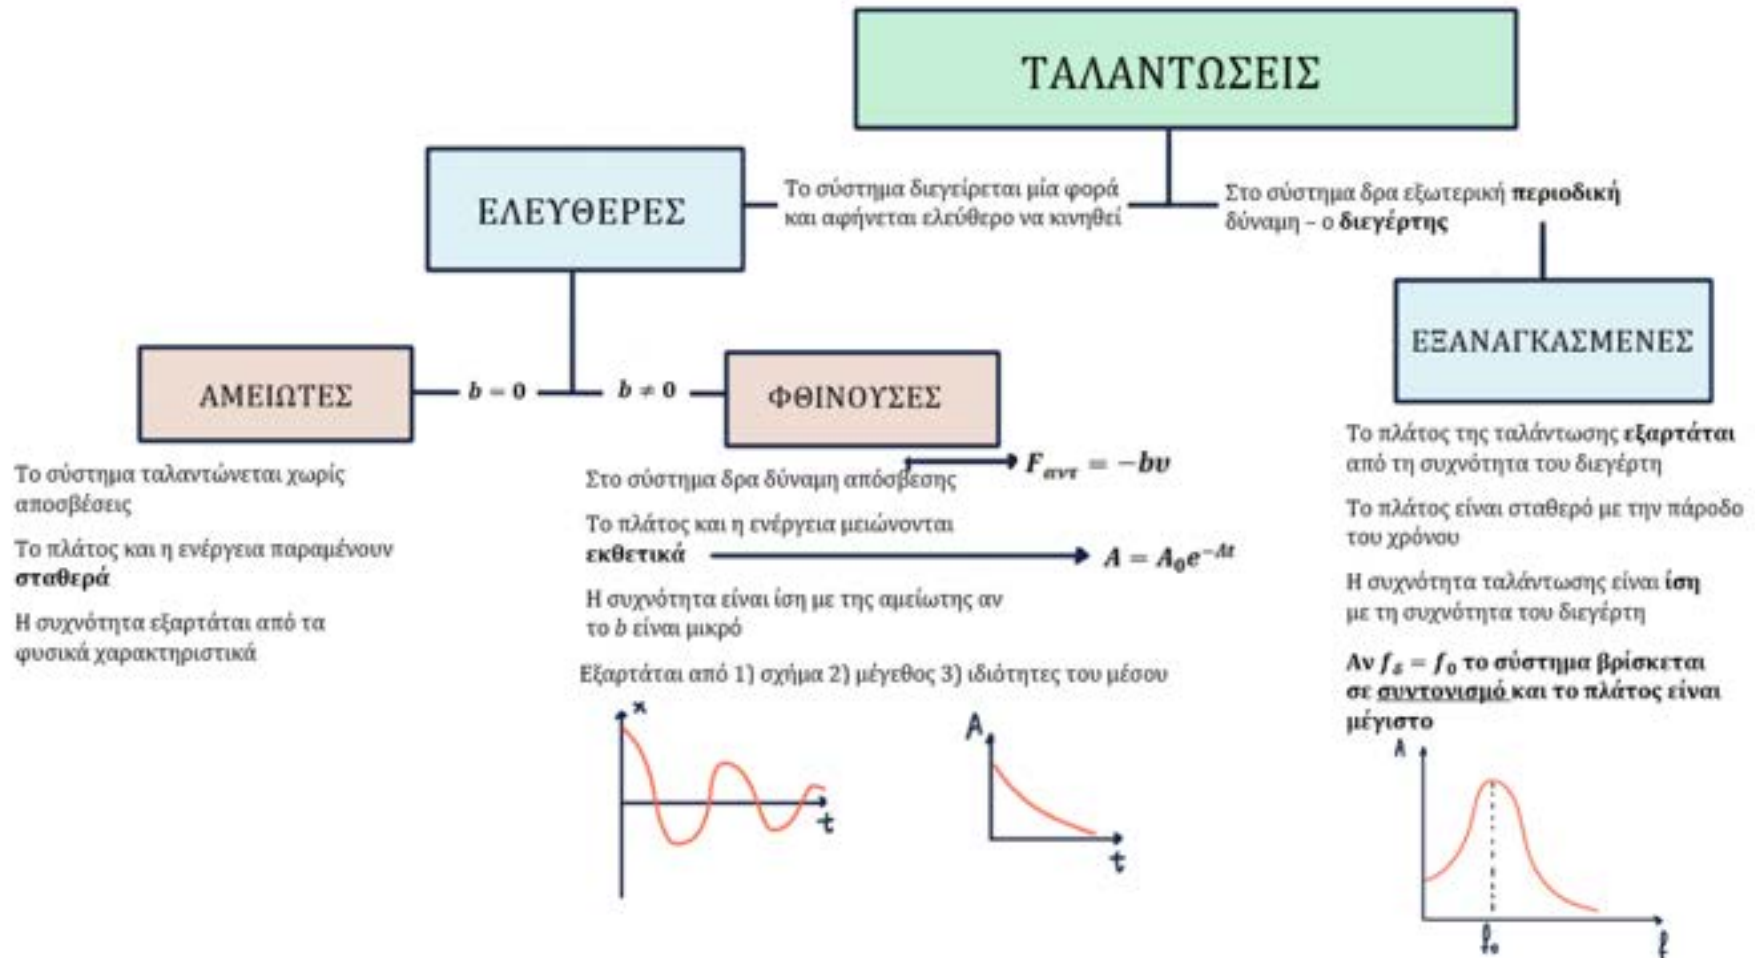 ΤΑΛΑΝΤΩΣΕΙΣ
ΕΛΕΥΘΕΡΕΣ
Το σύστημα διεγείρεται μία φορά
και αφήνεται ελεύθερο να κινηθεί
Στο σύστημα δρα εξωτερική περιοδική
δύναμη – ο διεγέρτης
ΕΞΑΝΑΓΚΑΣΜΕΝΕΣ
ΑΜΕΙΩΤΕΣ
b = 0
b ≠ 0
ΦΘΙΝΟΥΣΕΣ
Το σύστημα ταλαντώνεται χωρίς
αποσβέσεις
Το πλάτος και η ενέργεια παραμένουν
σταθερά
Η συχνότητα εξαρτάται από τα
φυσικά χαρακτηριστικά
Στο σύστημα δρα δύναμη απόσβεσης
F_αντ = −bυ
Το πλάτος και η ενέργεια μειώνονται
εκθετικά
A = A₀e^−Λt
Η συχνότητα είναι ίση με της αμείωτης αν
το b είναι μικρό
Εξαρτάται από 1) σχήμα 2) μέγεθος 3) ιδιότητες του μέσου
x
t
A
t
Το πλάτος της ταλάντωσης εξαρτάται
από τη συχνότητα του διεγέρτη
Το πλάτος είναι σταθερό με την πάροδο
του χρόνου
Η συχνότητα ταλάντωσης είναι ίση
με τη συχνότητα του διεγέρτη
Αν f_δ = f₀ το σύστημα βρίσκεται
σε συντονισμό και το πλάτος είναι
μέγιστο
A
f₀
f